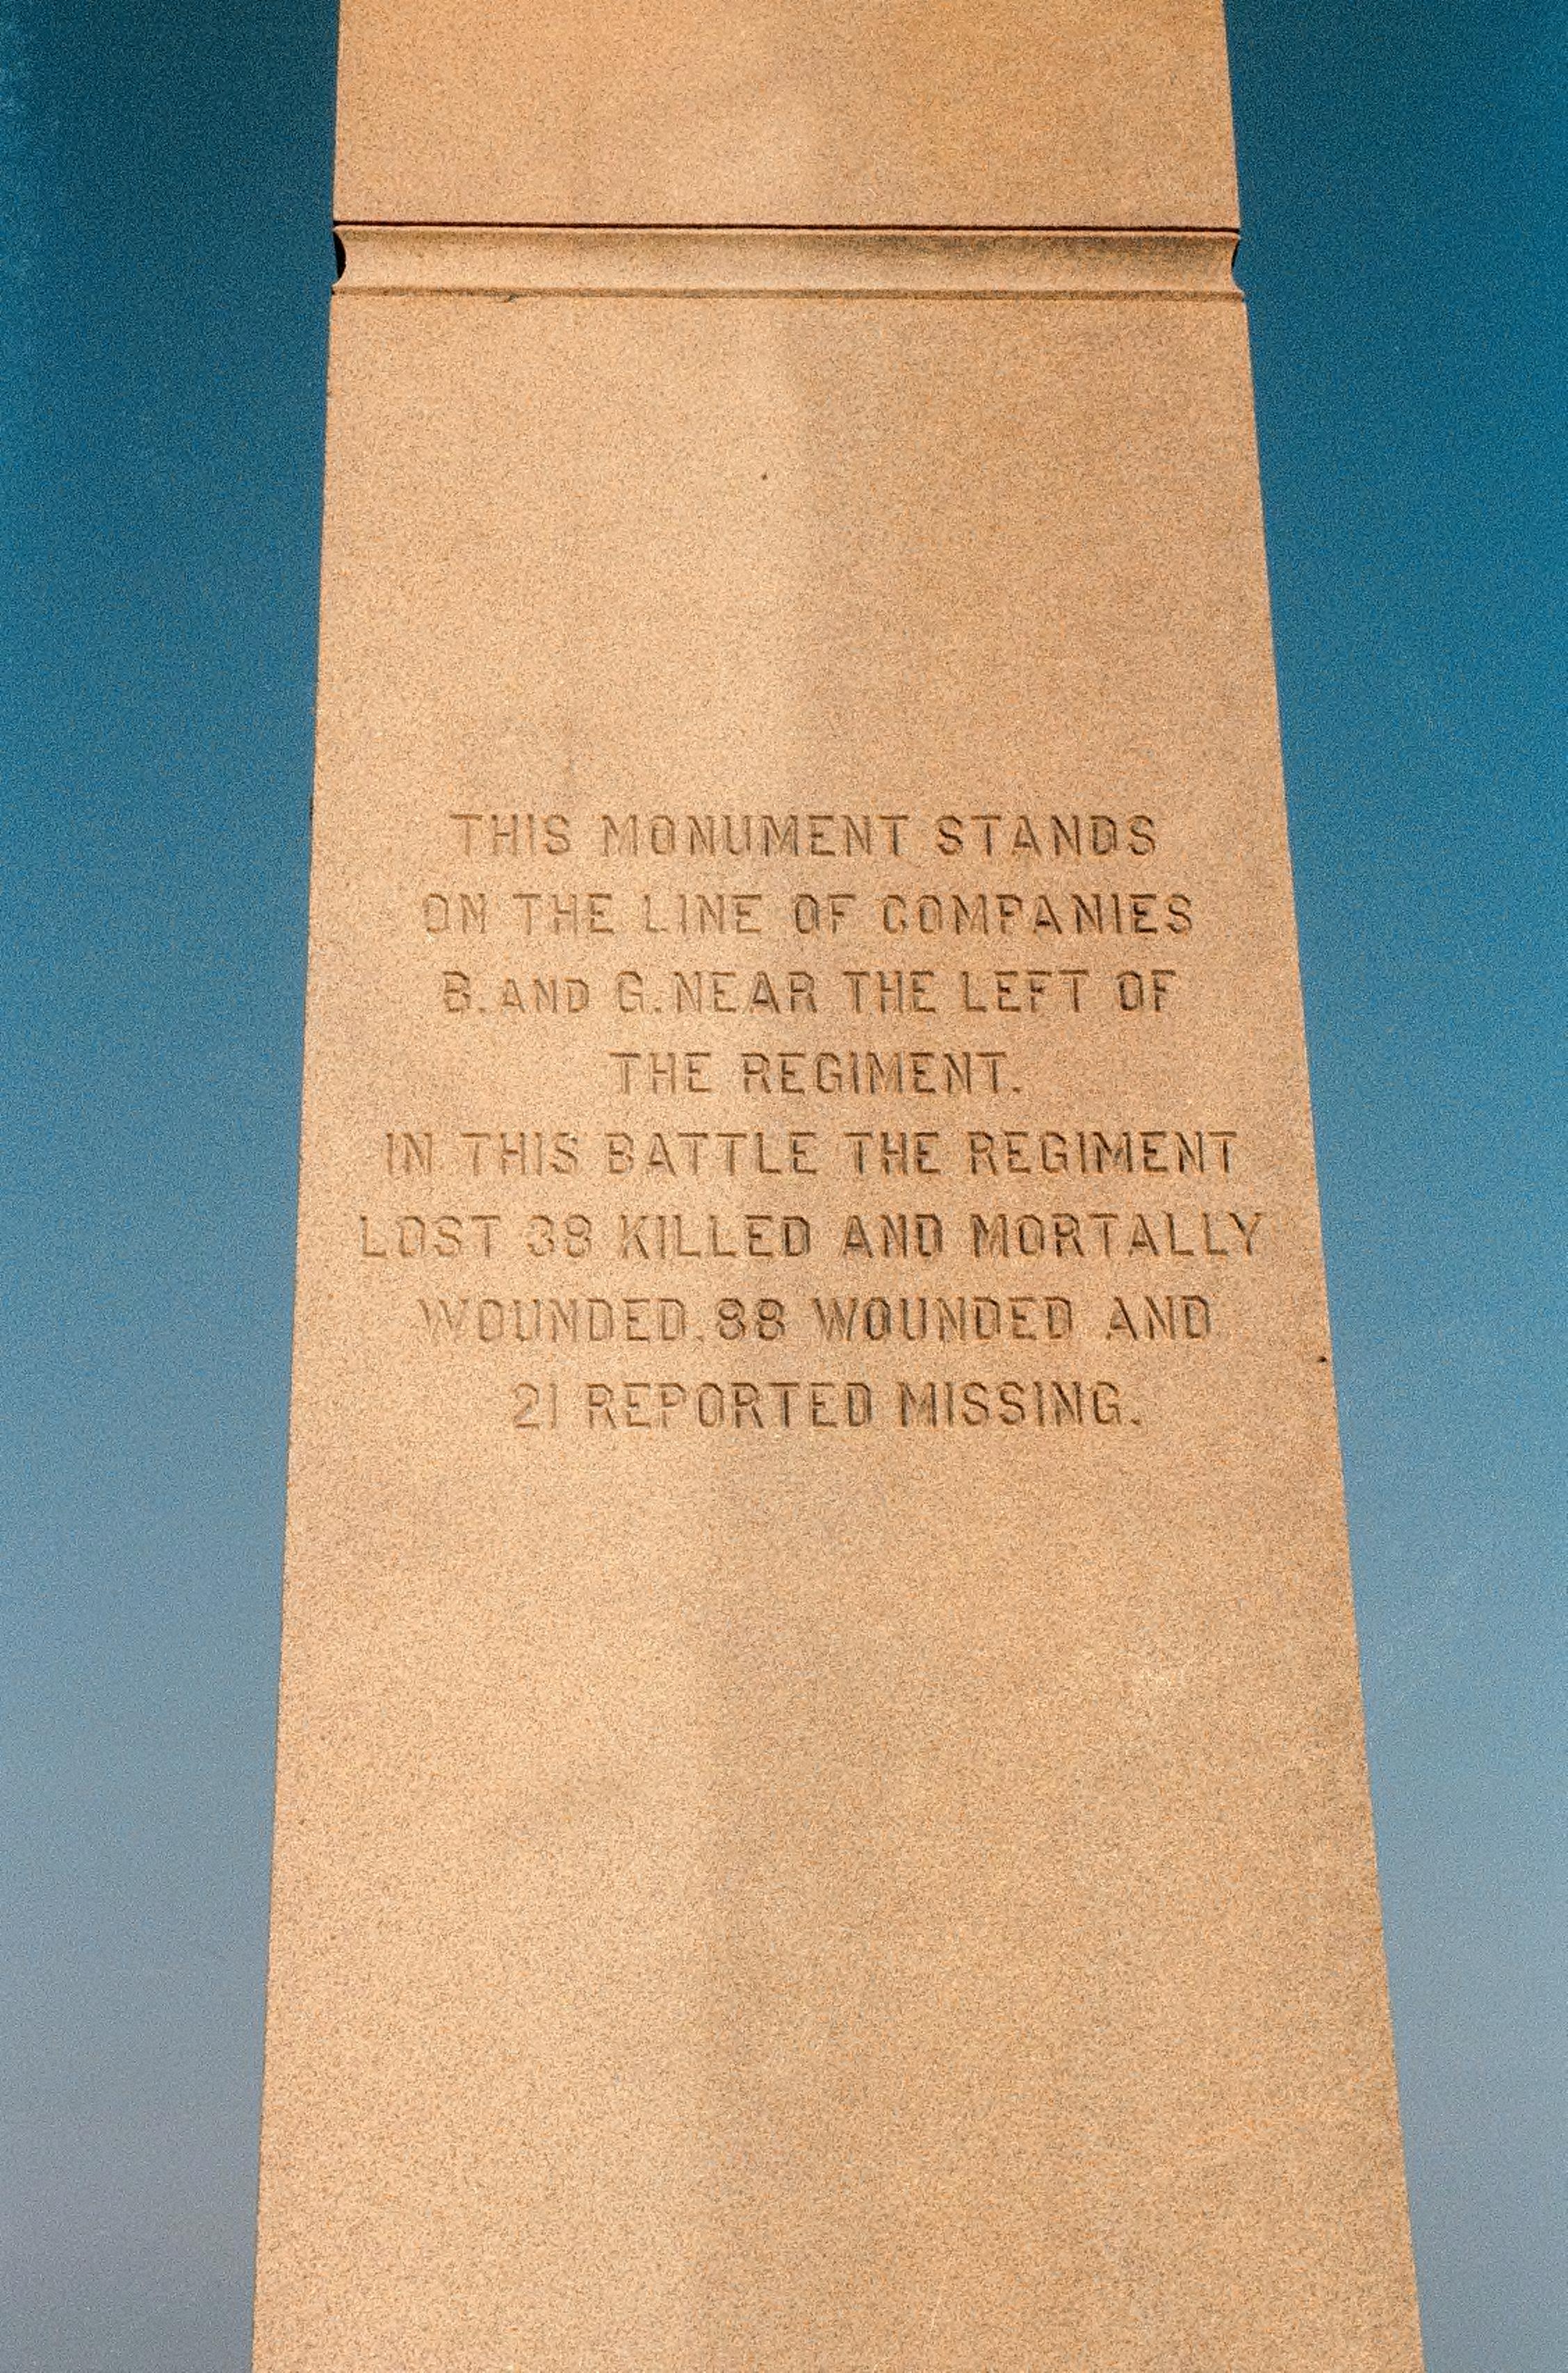 THIS MONUMENT STANDS
ON THE LINE OF COMPANIES
B. AND G. NEAR THE LEFT OF
THE REGIMENT.
IN THIS BATTLE THE REGIMENT
LOST 38 KILLED AND MORTALLY
WOUNDED, 88 WOUNDED AND
21 REPORTED MISSING.